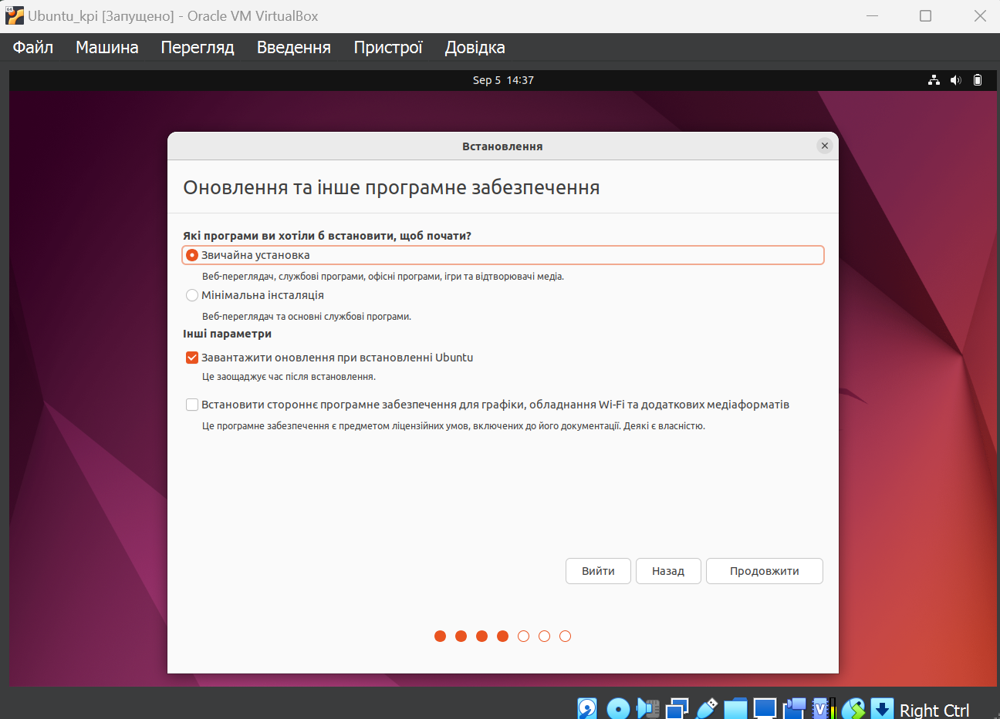 Ubuntu_kpi [Запущено] - Oracle VM VirtualBox
Файл Машина Перегляд Введення Пристрої Довідка
Sep 5 14:37
Встановлення
Оновлення та інше програмне забезпечення
Які програми ви хотіли б встановити, щоб почати?
Звичайна установка
Веб-переглядач, службові програми, офісні програми, ігри та відтворювачі медіа.
Мінімальна інсталяція
Веб-переглядач та основні службові програми.
Інші параметри
Завантажити оновлення при встановленні Ubuntu
Це заощаджує час після встановлення.
Встановити стороннє програмне забезпечення для графіки, обладнання Wi-Fi та додаткових медіаформатів
Це програмне забезпечення є предметом ліцензійних умов, включених до його документації. Деякі є власністю.
Вийти Назад Продовжити
Right Ctrl